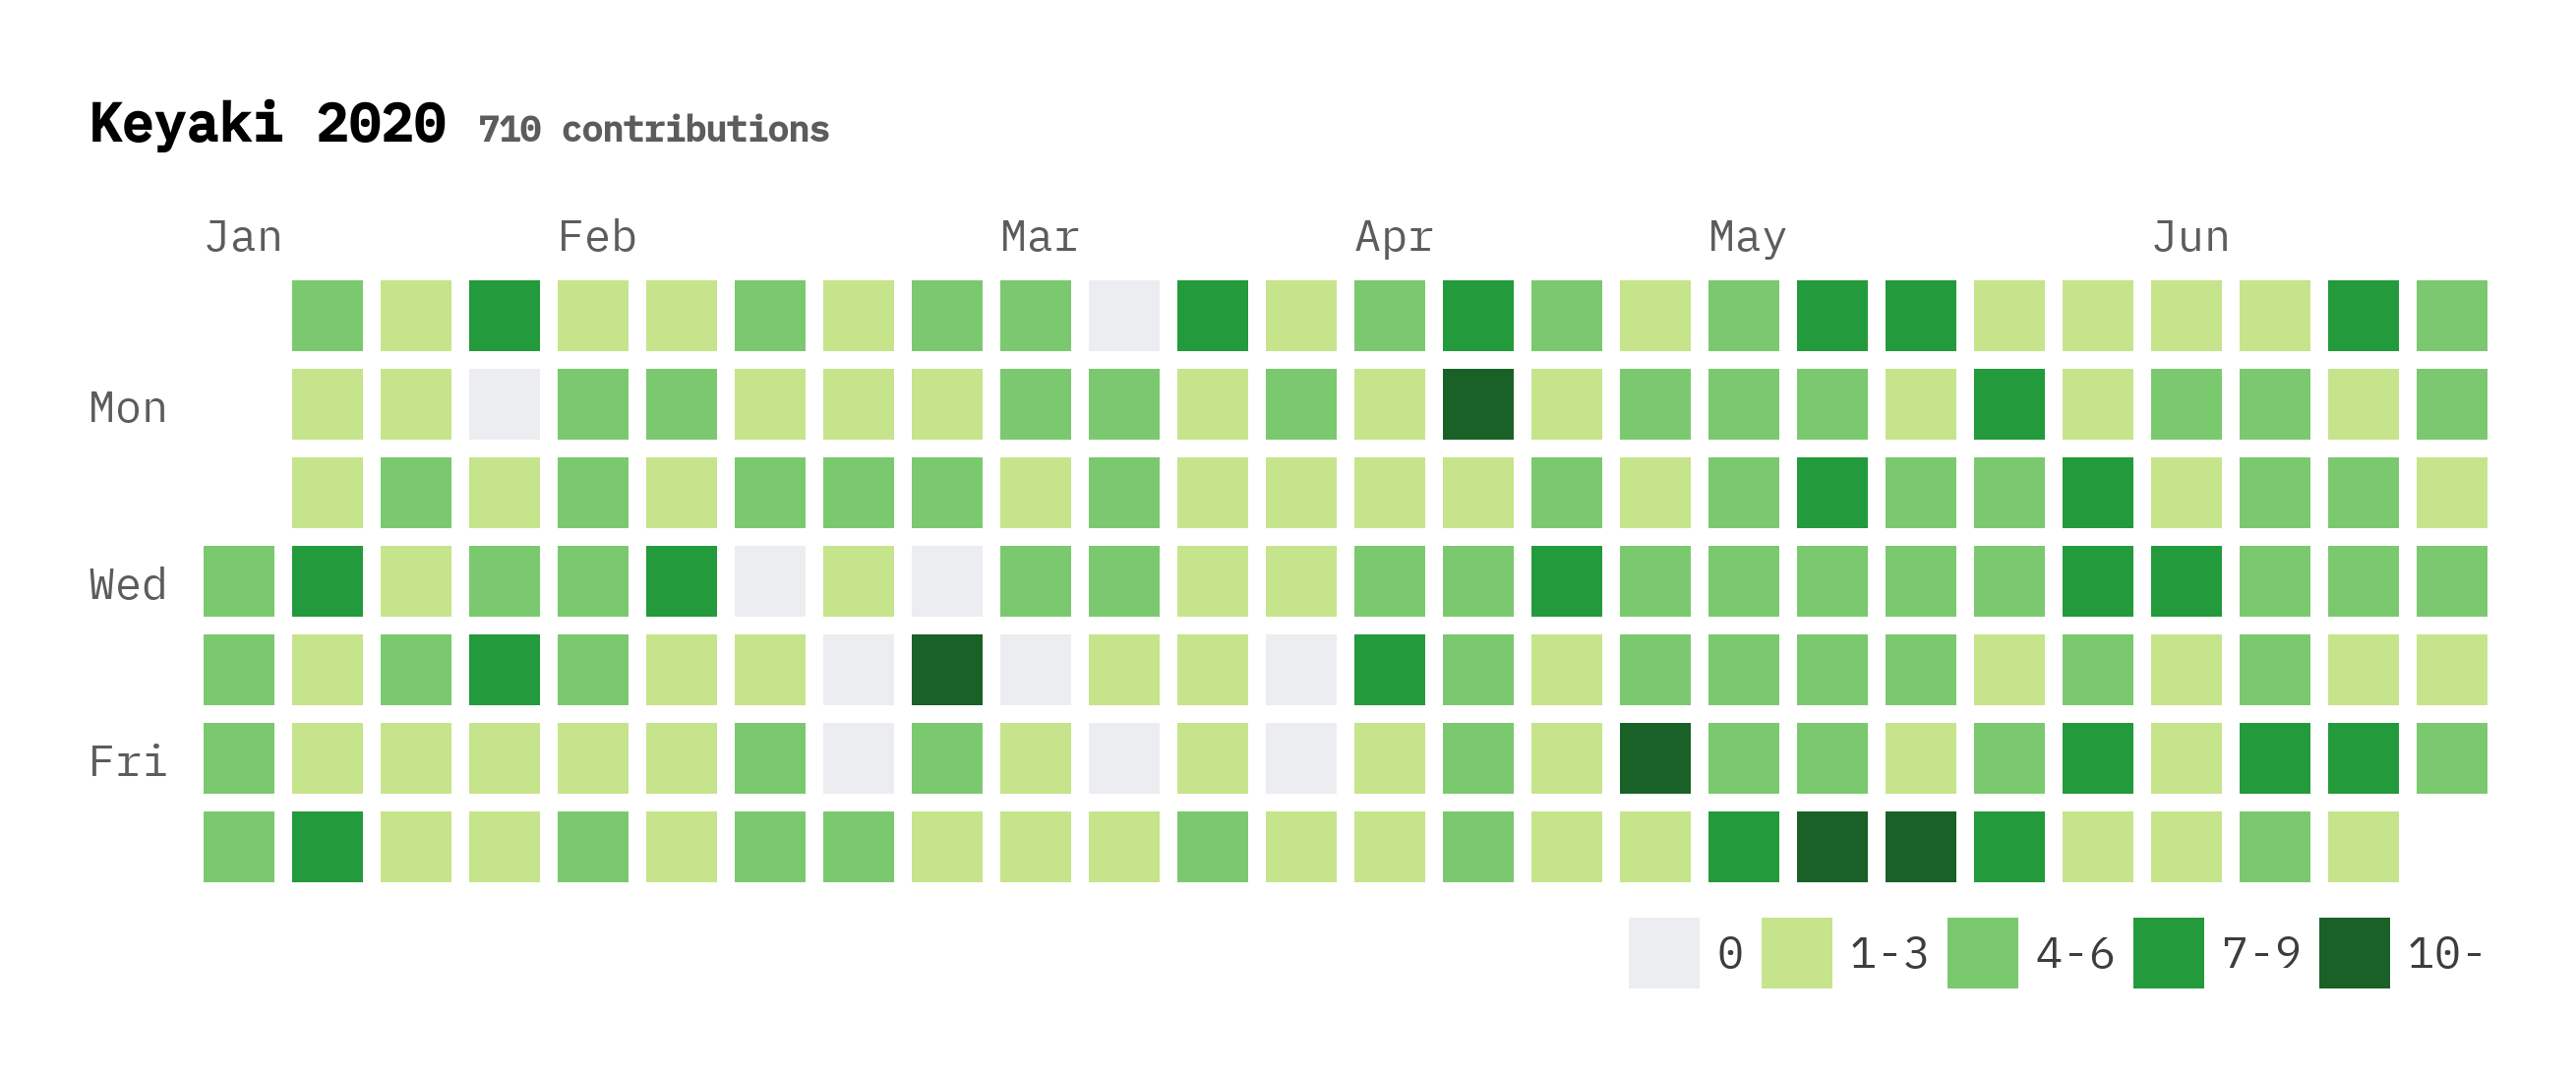 Keyaki 2020 710 contributions
Jan Feb Mar Apr May Jun
Mon
Wed
Fri
0 1-3 4-6 7-9 10-